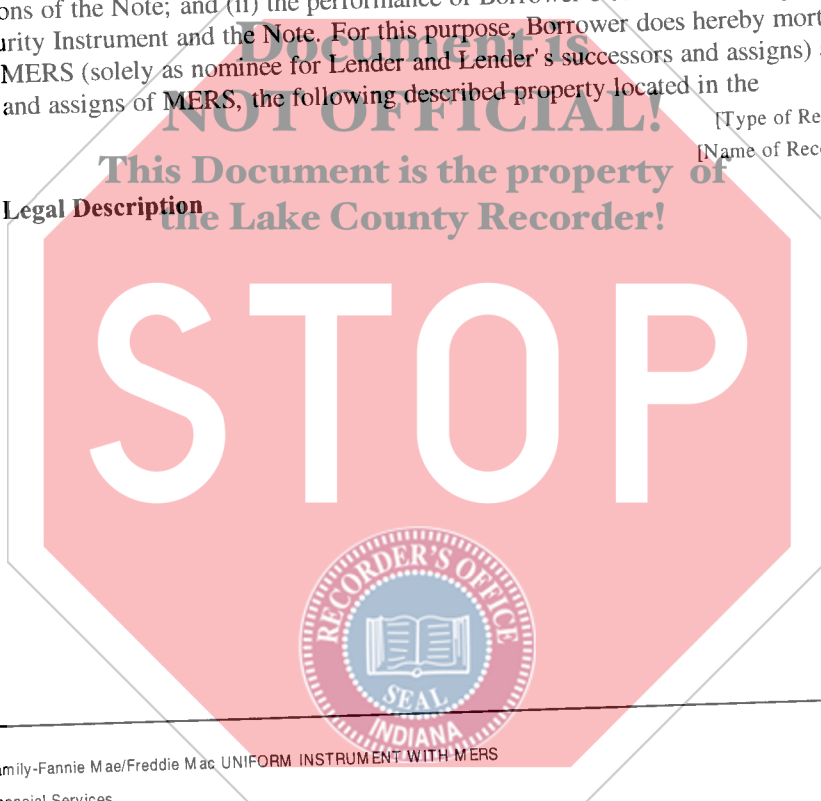 ons of the Note; and (ii) the performance of Borrower's
urity Instrument and the Note. For this purpose, Borrower does hereby mort
MERS (solely as nominee for Lender and Lender's successors and assigns)
and assigns of MERS, the following described property located in the
[Type of Re
[Name of Reco
Legal Description
Document is
NOT OFFICIAL!
This Document is the property of
the Lake County Recorder!
STOP
RECORDER'S OFFICE
SEAL
INDIANA
amily-Fannie Mae/Freddie Mac UNIFORM INSTRUMENT WITH MERS
nancial Services